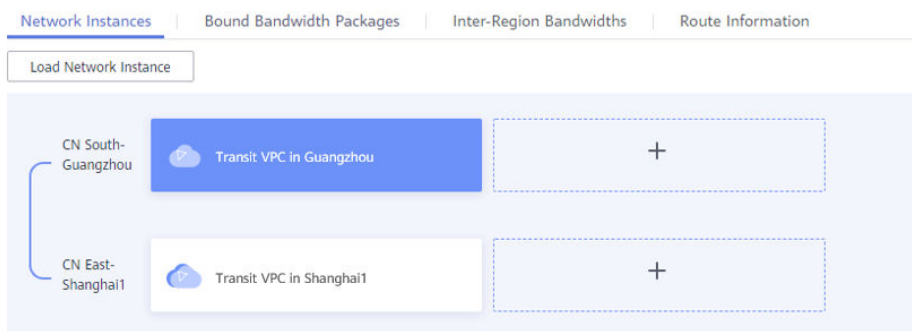 Network Instances
Bound Bandwidth Packages
Inter-Region Bandwidths
Route Information
Load Network Instance
CN South-
Guangzhou
Transit VPC in Guangzhou
+
CN East-
Shanghai1
Transit VPC in Shanghai1
+